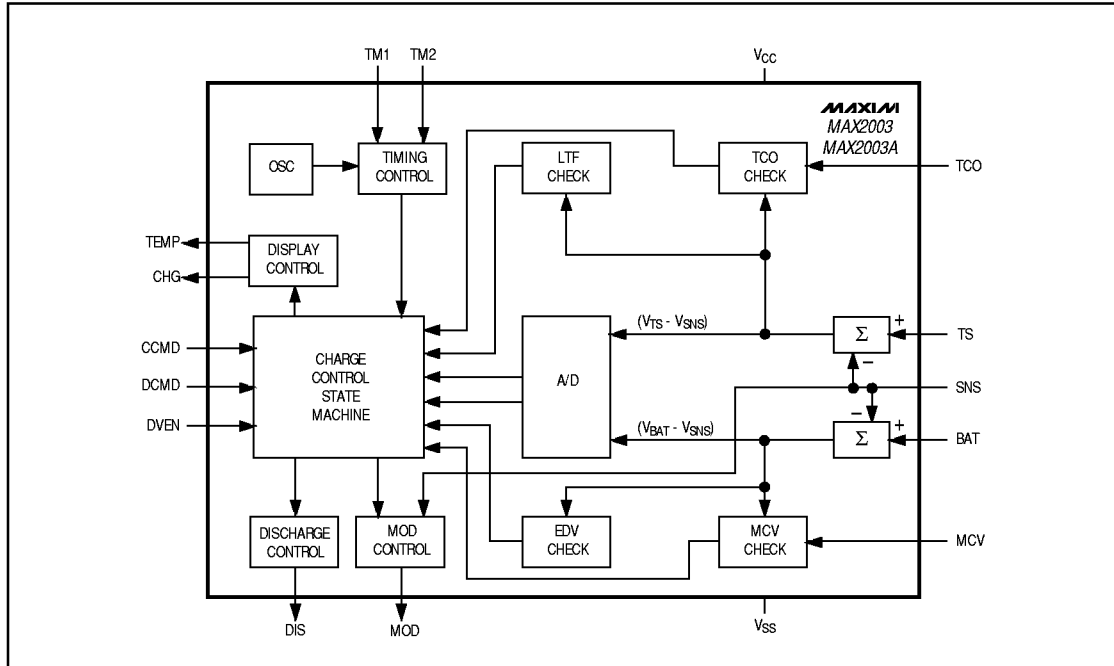 TM1 TM2
VCC
MAXIM
MAX2003
MAX2003A
OSC
TIMING
CONTROL
LTF
CHECK
TCO
CHECK
TCO
TEMP
CHG
DISPLAY
CONTROL
CCMD
DCMD
DVEN
CHARGE
CONTROL
STATE
MACHINE
A/D
(VTS - VSNS)
(VBAT - VSNS)
Σ
+
−
TS
SNS
−
Σ
+
BAT
DISCHARGE
CONTROL
MOD
CONTROL
EDV
CHECK
MCV
CHECK
MCV
DIS
MOD
VSS